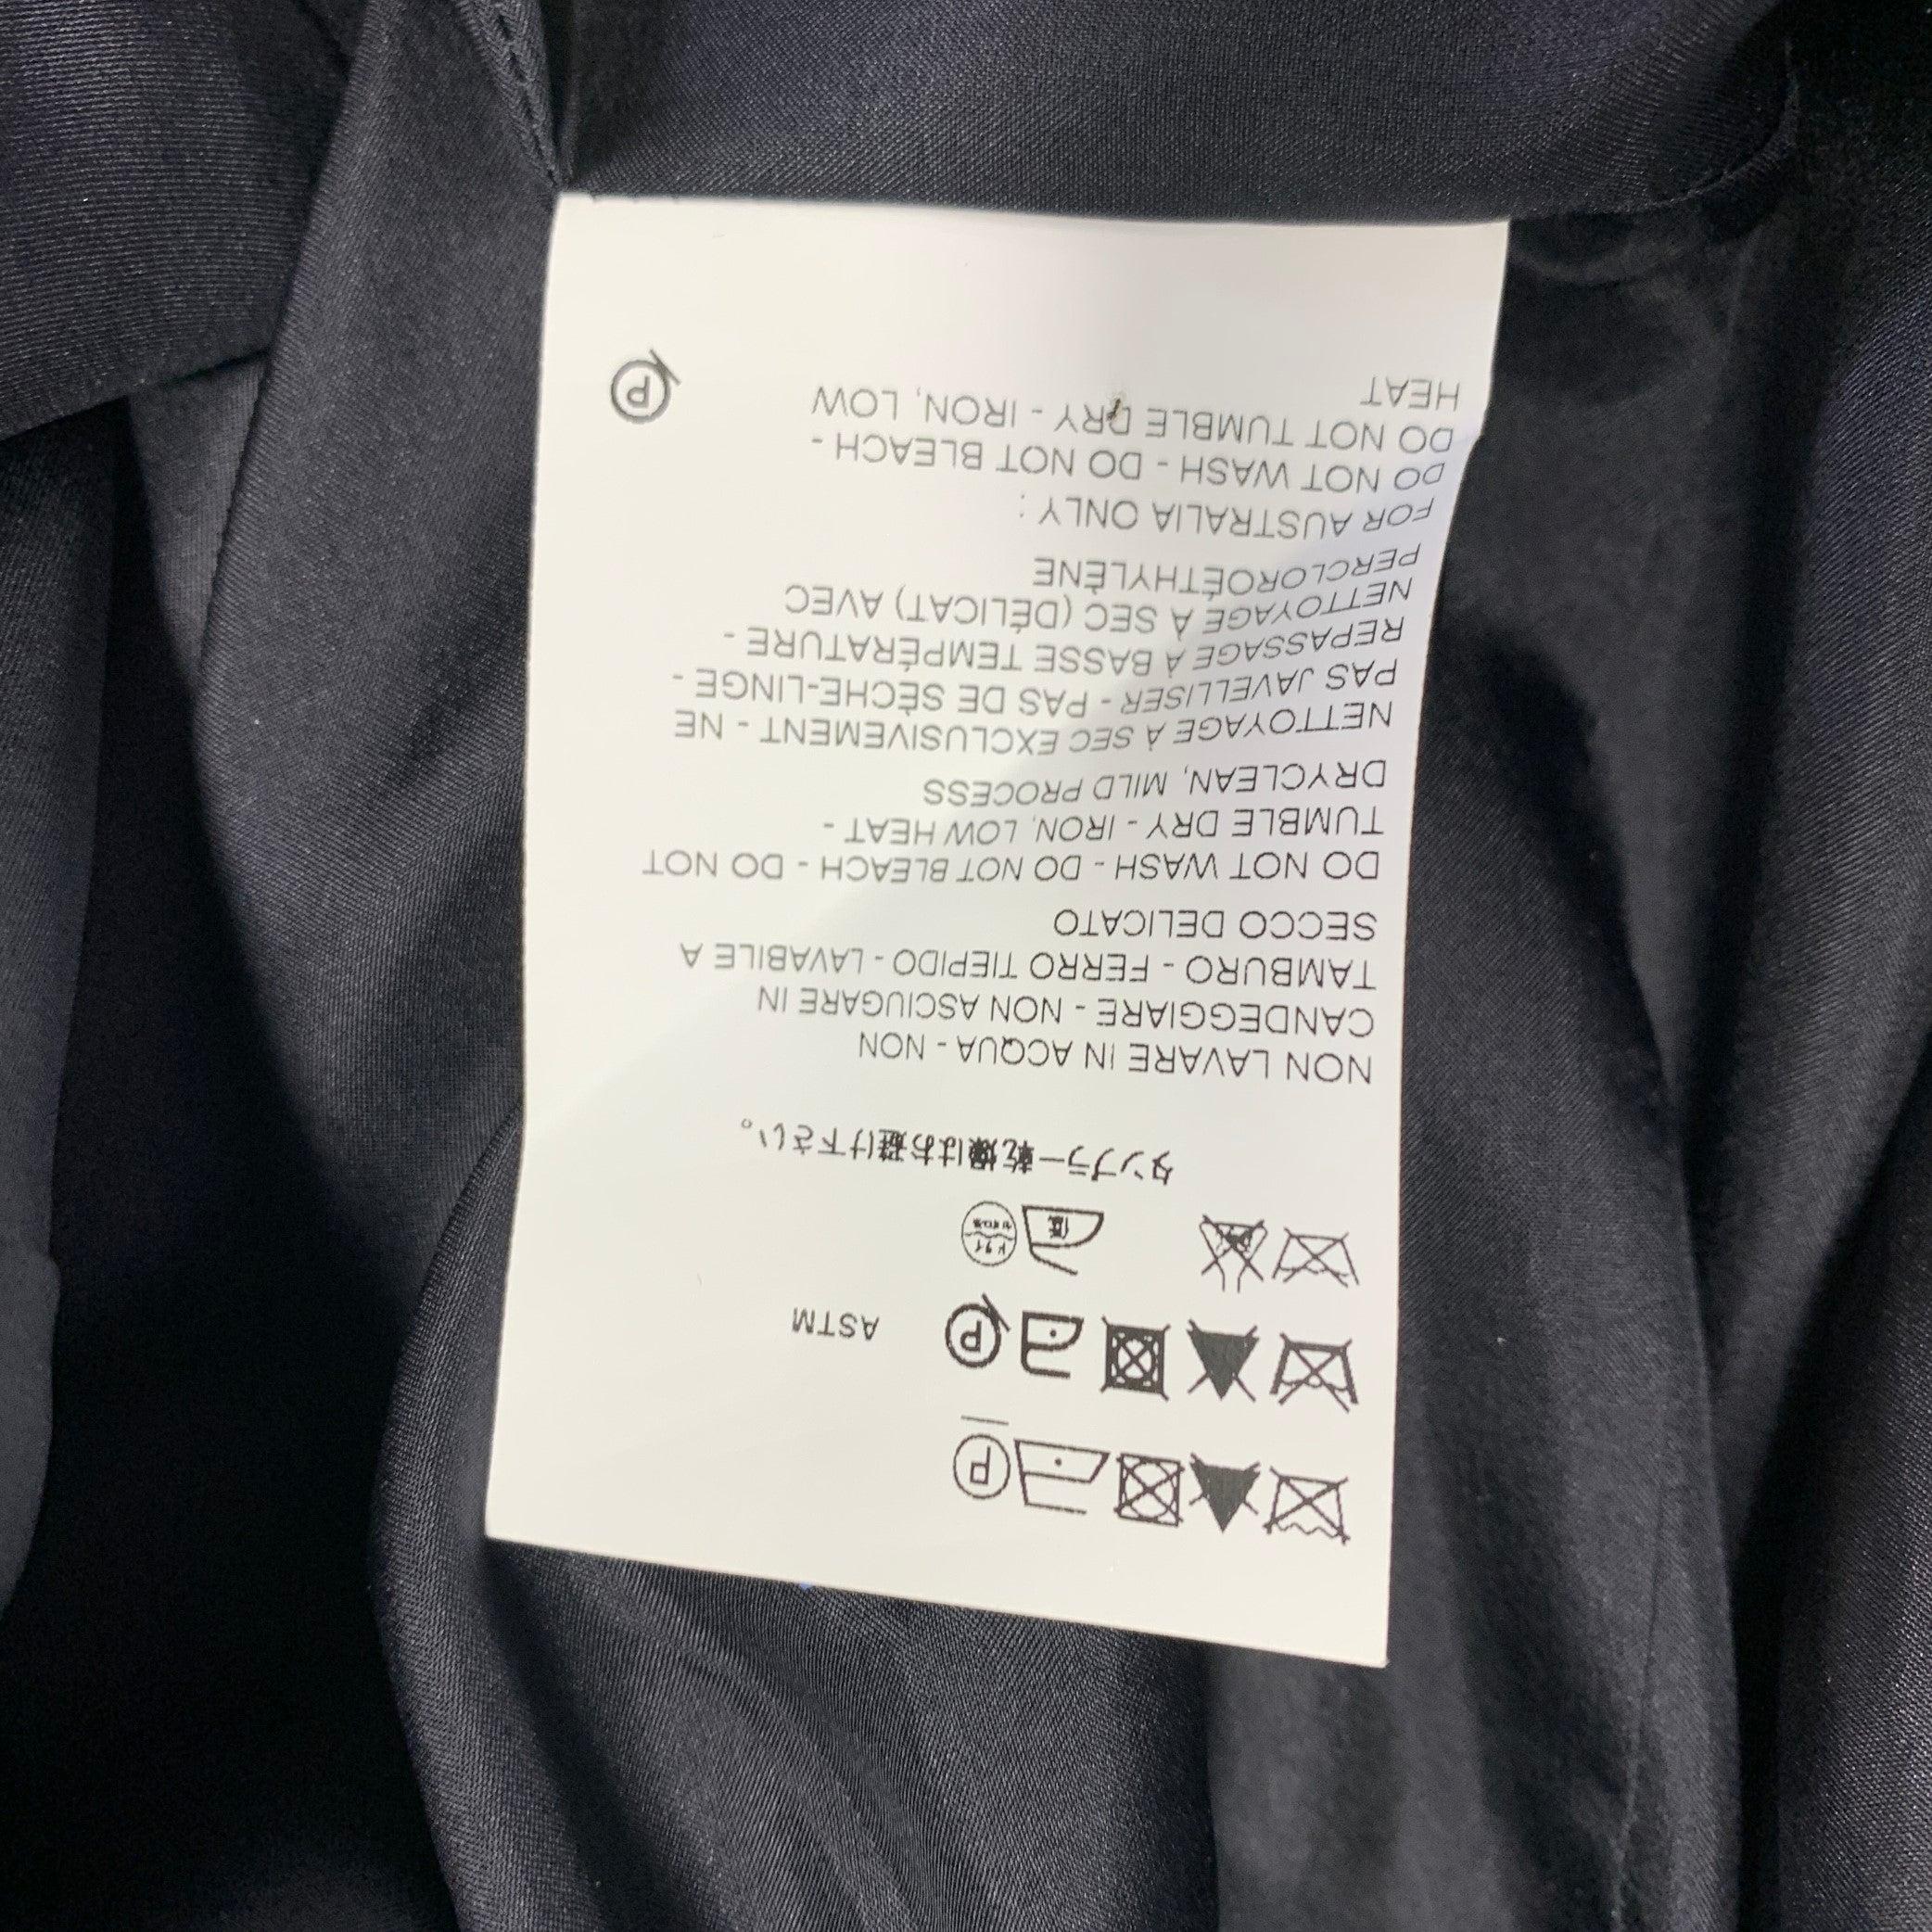 P
ASTM
P
低
ドライ
タンブラー乾燥はお避け下さい。
NON LAVARE IN ACQUA - NON
CANDEGGIARE - NON ASCIUGARE IN
TAMBURO - FERRO TIEPIDO - LAVABILE A
SECCO DELICATO
DO NOT WASH - DO NOT BLEACH - DO NOT
TUMBLE DRY - IRON, LOW HEAT -
DRYCLEAN, MILD PROCESS
NETTOYAGE À SEC EXCLUSIVEMENT - NE
PAS JAVELLISER - PAS DE SÈCHE-LINGE -
REPASSAGE À BASSE TEMPÉRATURE -
NETTOYAGE À SEC (DÉLICAT) AVEC
PERCLOROÉTHYLÈNE
FOR AUSTRALIA ONLY :
DO NOT WASH - DO NOT BLEACH -
DO NOT TUMBLE DRY - IRON, LOW
HEAT
P